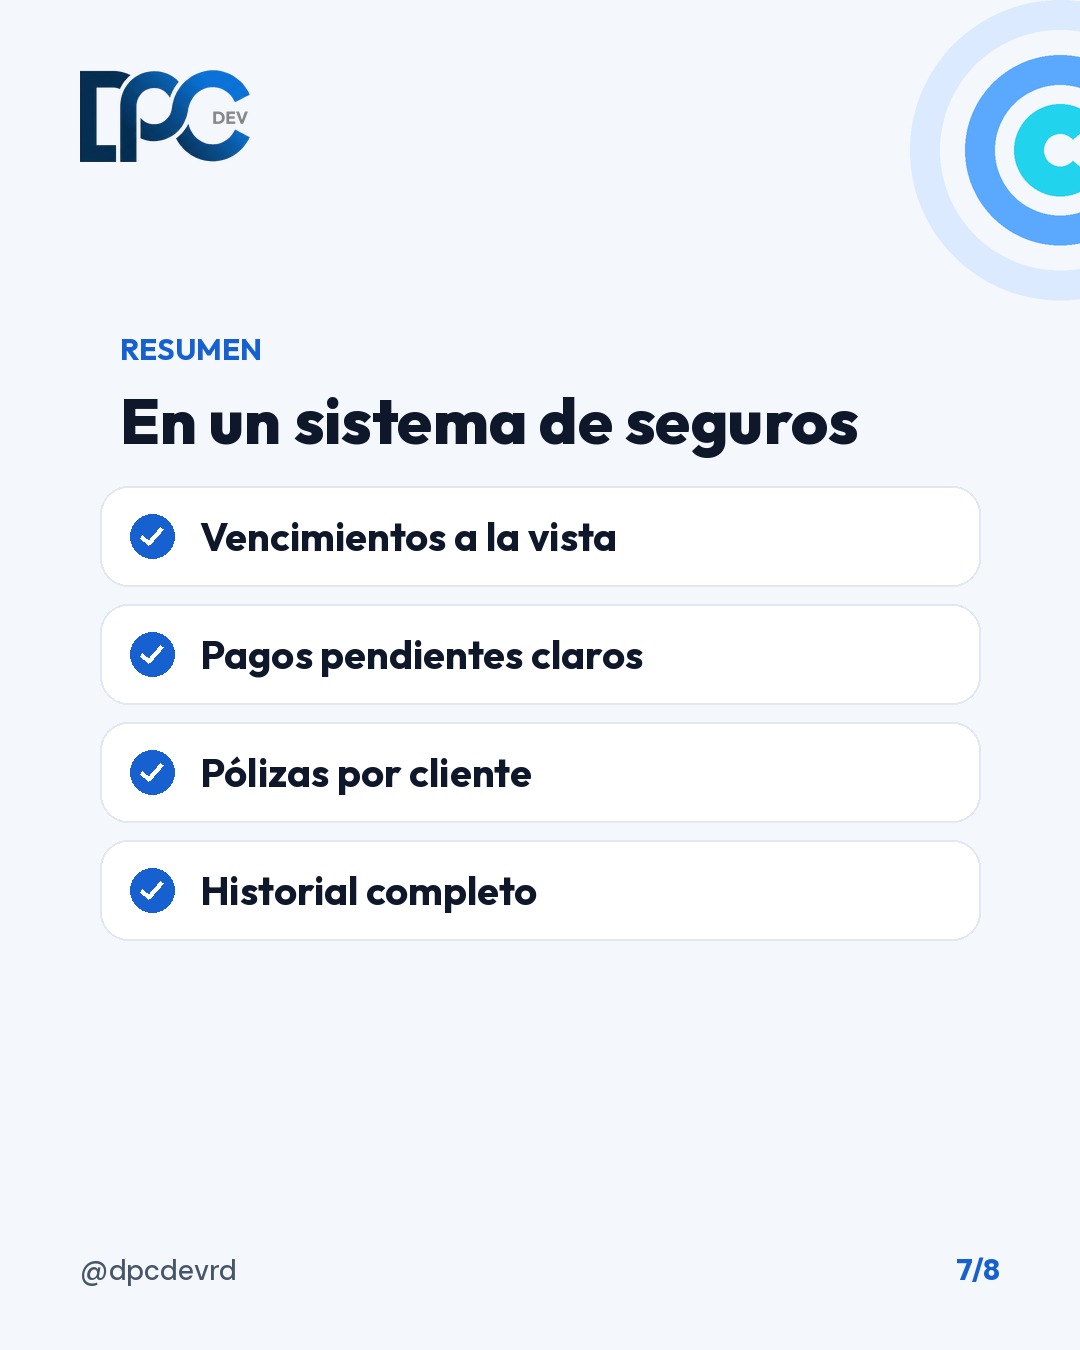 DPC
DEV
RESUMEN
En un sistema de seguros
Vencimientos a la vista
Pagos pendientes claros
Pólizas por cliente
Historial completo
@dpcdevrd
7/8